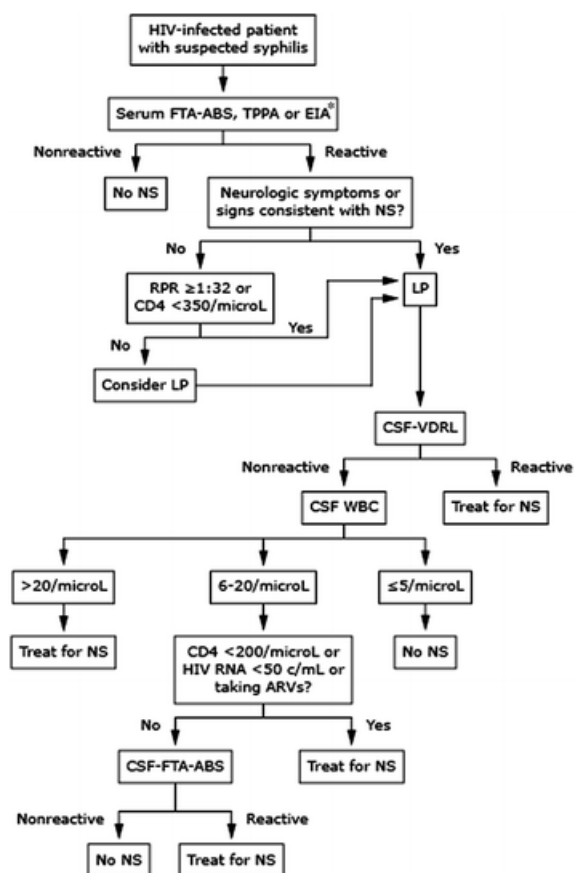 HIV-infected patient
with suspected syphilis
Serum FTA-ABS, TPPA or EIA*
Nonreactive
Reactive
No NS
Neurologic symptoms or
signs consistent with NS?
No
Yes
RPR ≥1:32 or
CD4 <350/microL
LP
No
Yes
Consider LP
CSF-VDRL
Nonreactive
Reactive
CSF WBC
Treat for NS
>20/microL
6-20/microL
≤5/microL
Treat for NS
No NS
CD4 <200/microL or
HIV RNA <50 c/mL or
taking ARVs?
No
Yes
CSF-FTA-ABS
Treat for NS
Nonreactive
Reactive
No NS
Treat for NS